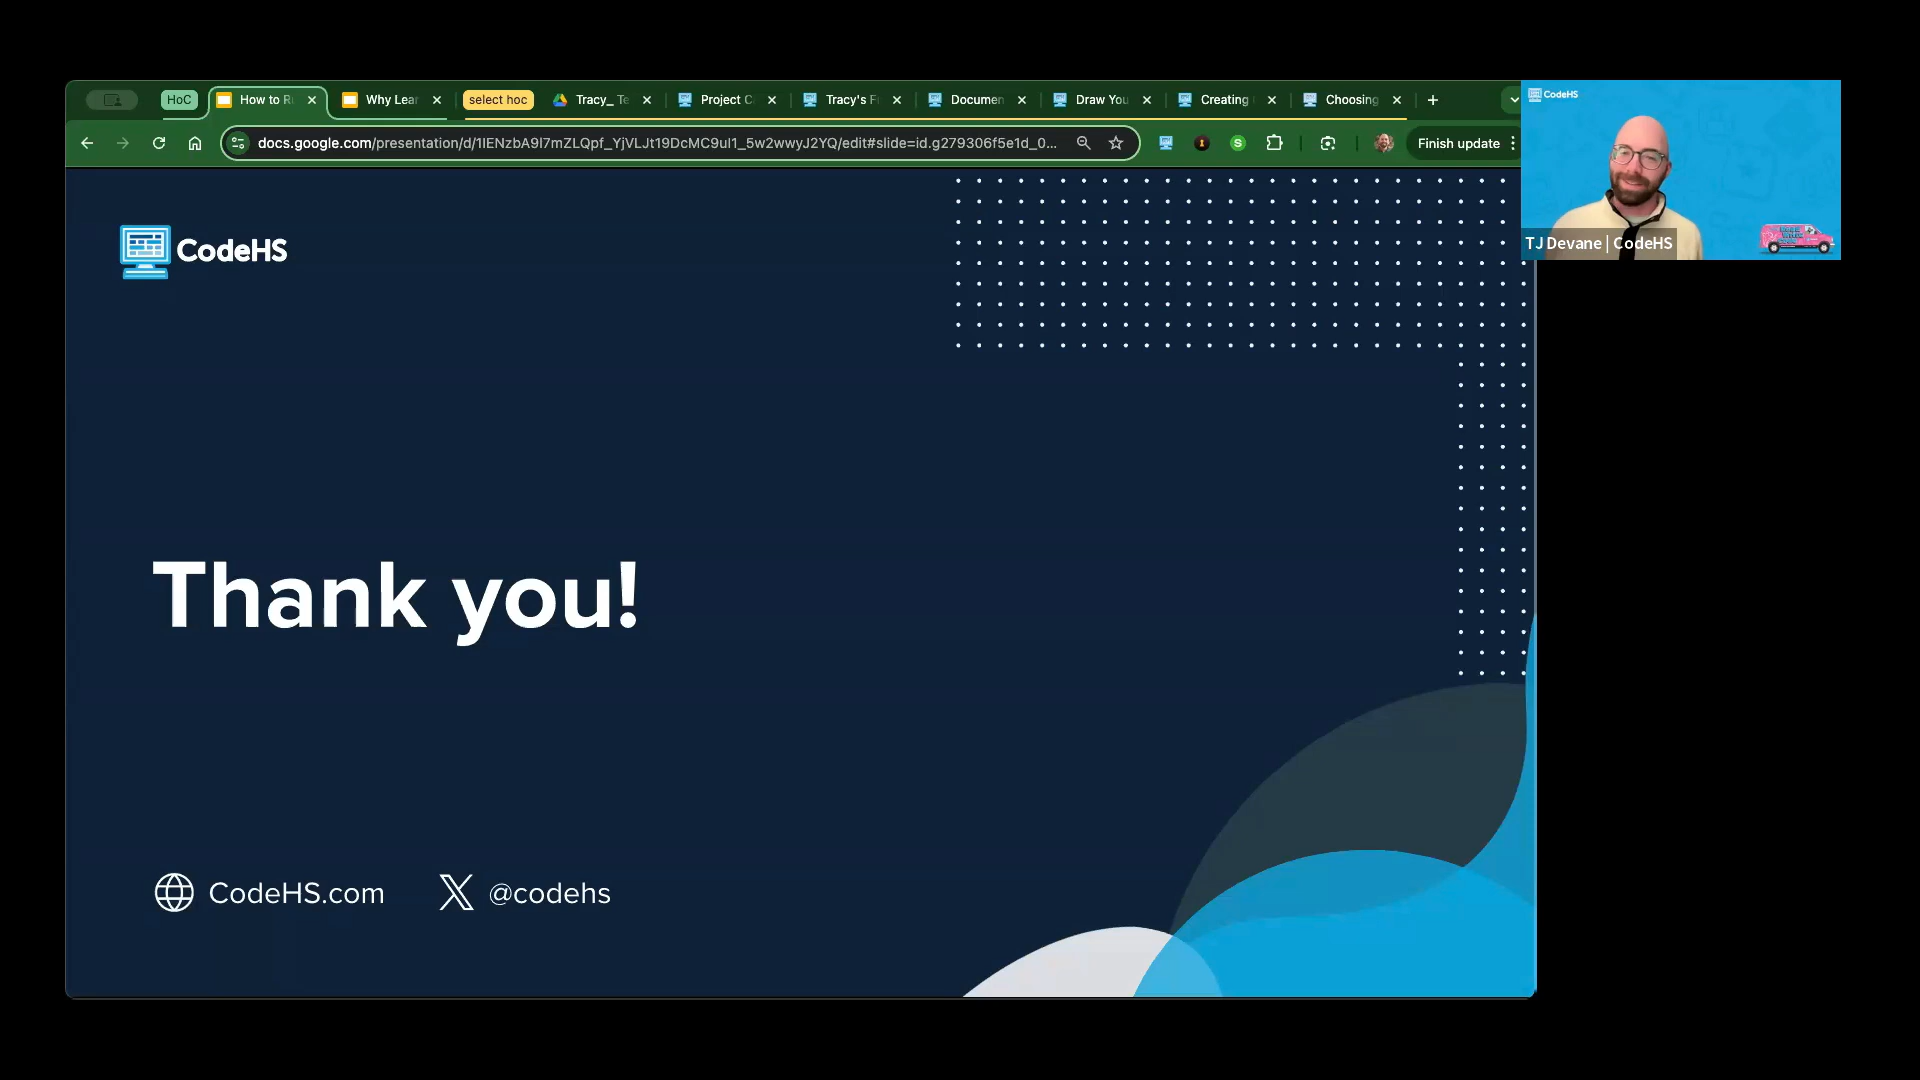 HoC
How to R
Why Lear
select hoc
Tracy_ Te
Project C
Tracy's F
Documen
Draw You
Creating
Choosing
docs.google.com/presentation/d/1IENzbA9I7mZLQpf_YjVLJt19DcMC9uI1_5w2wwyJ2YQ/edit#slide=id.g279306f5e1d_0...
Finish update
CodeHS
TJ Devane | CodeHS
CodeHS
Thank you!
CodeHS.com
@codehs